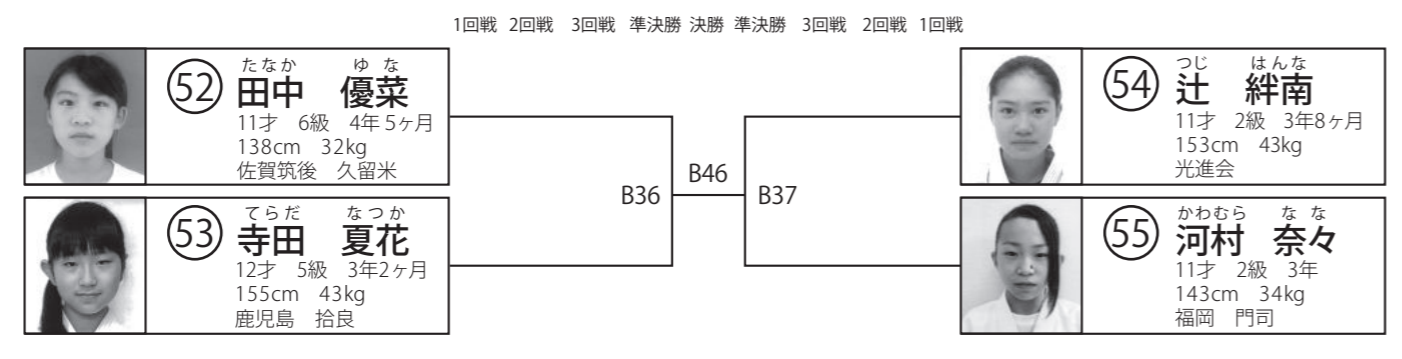 1回戦 2回戦 3回戦 準決勝 決勝 準決勝 3回戦 2回戦 1回戦
52
たなか ゆな
田中 優菜
11才 6級 4年5ヶ月
138cm 32kg
佐賀筑後 久留米
53
てらだ なつか
寺田 夏花
12才 5級 3年2ヶ月
155cm 43kg
鹿児島 拾良
B36
B46
B37
54
つじ はんな
辻 絆南
11才 2級 3年8ヶ月
153cm 43kg
光進会
55
かわむら なな
河村 奈々
11才 2級 3年
143cm 34kg
福岡 門司